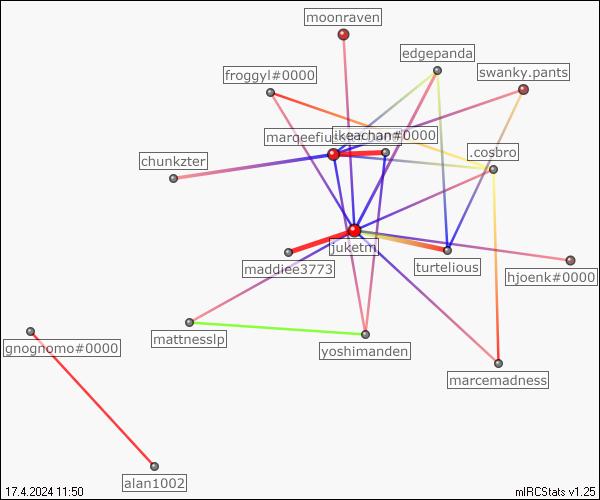 moonraven
edgepanda
froggyl#0000
swanky.pants
ikeachan#0000
.cosbro
chunkzter
juketm
maddiee3773
turtelious
hjoenk#0000
mattnesslp
yoshimanden
gnognomo#0000
marcemadness
alan1002
17.4.2024 11:50
mIRCStats v1.25